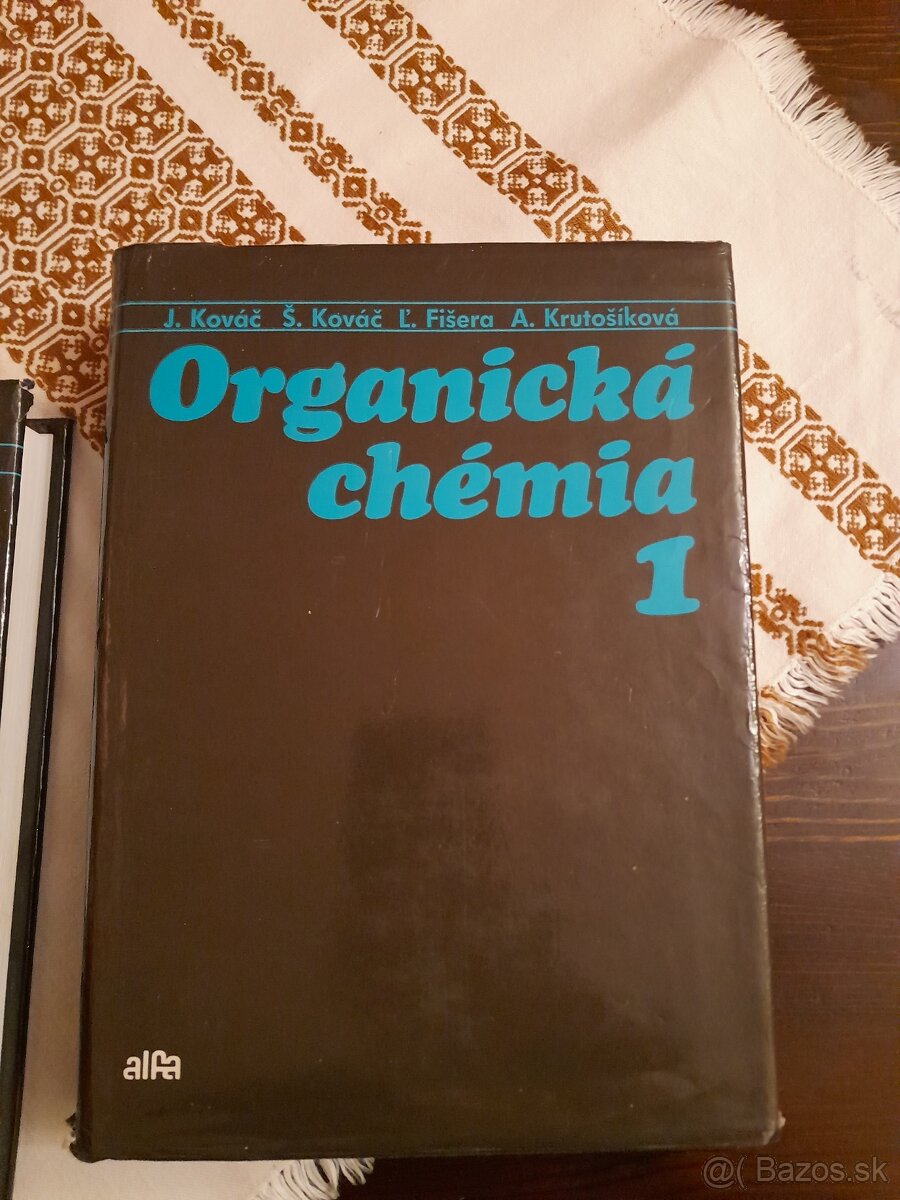 J. Kováč Š. Kováč Ľ. Fišera A. Krutošíková
Organická
chémia
1
alfa
@( Bazos.sk